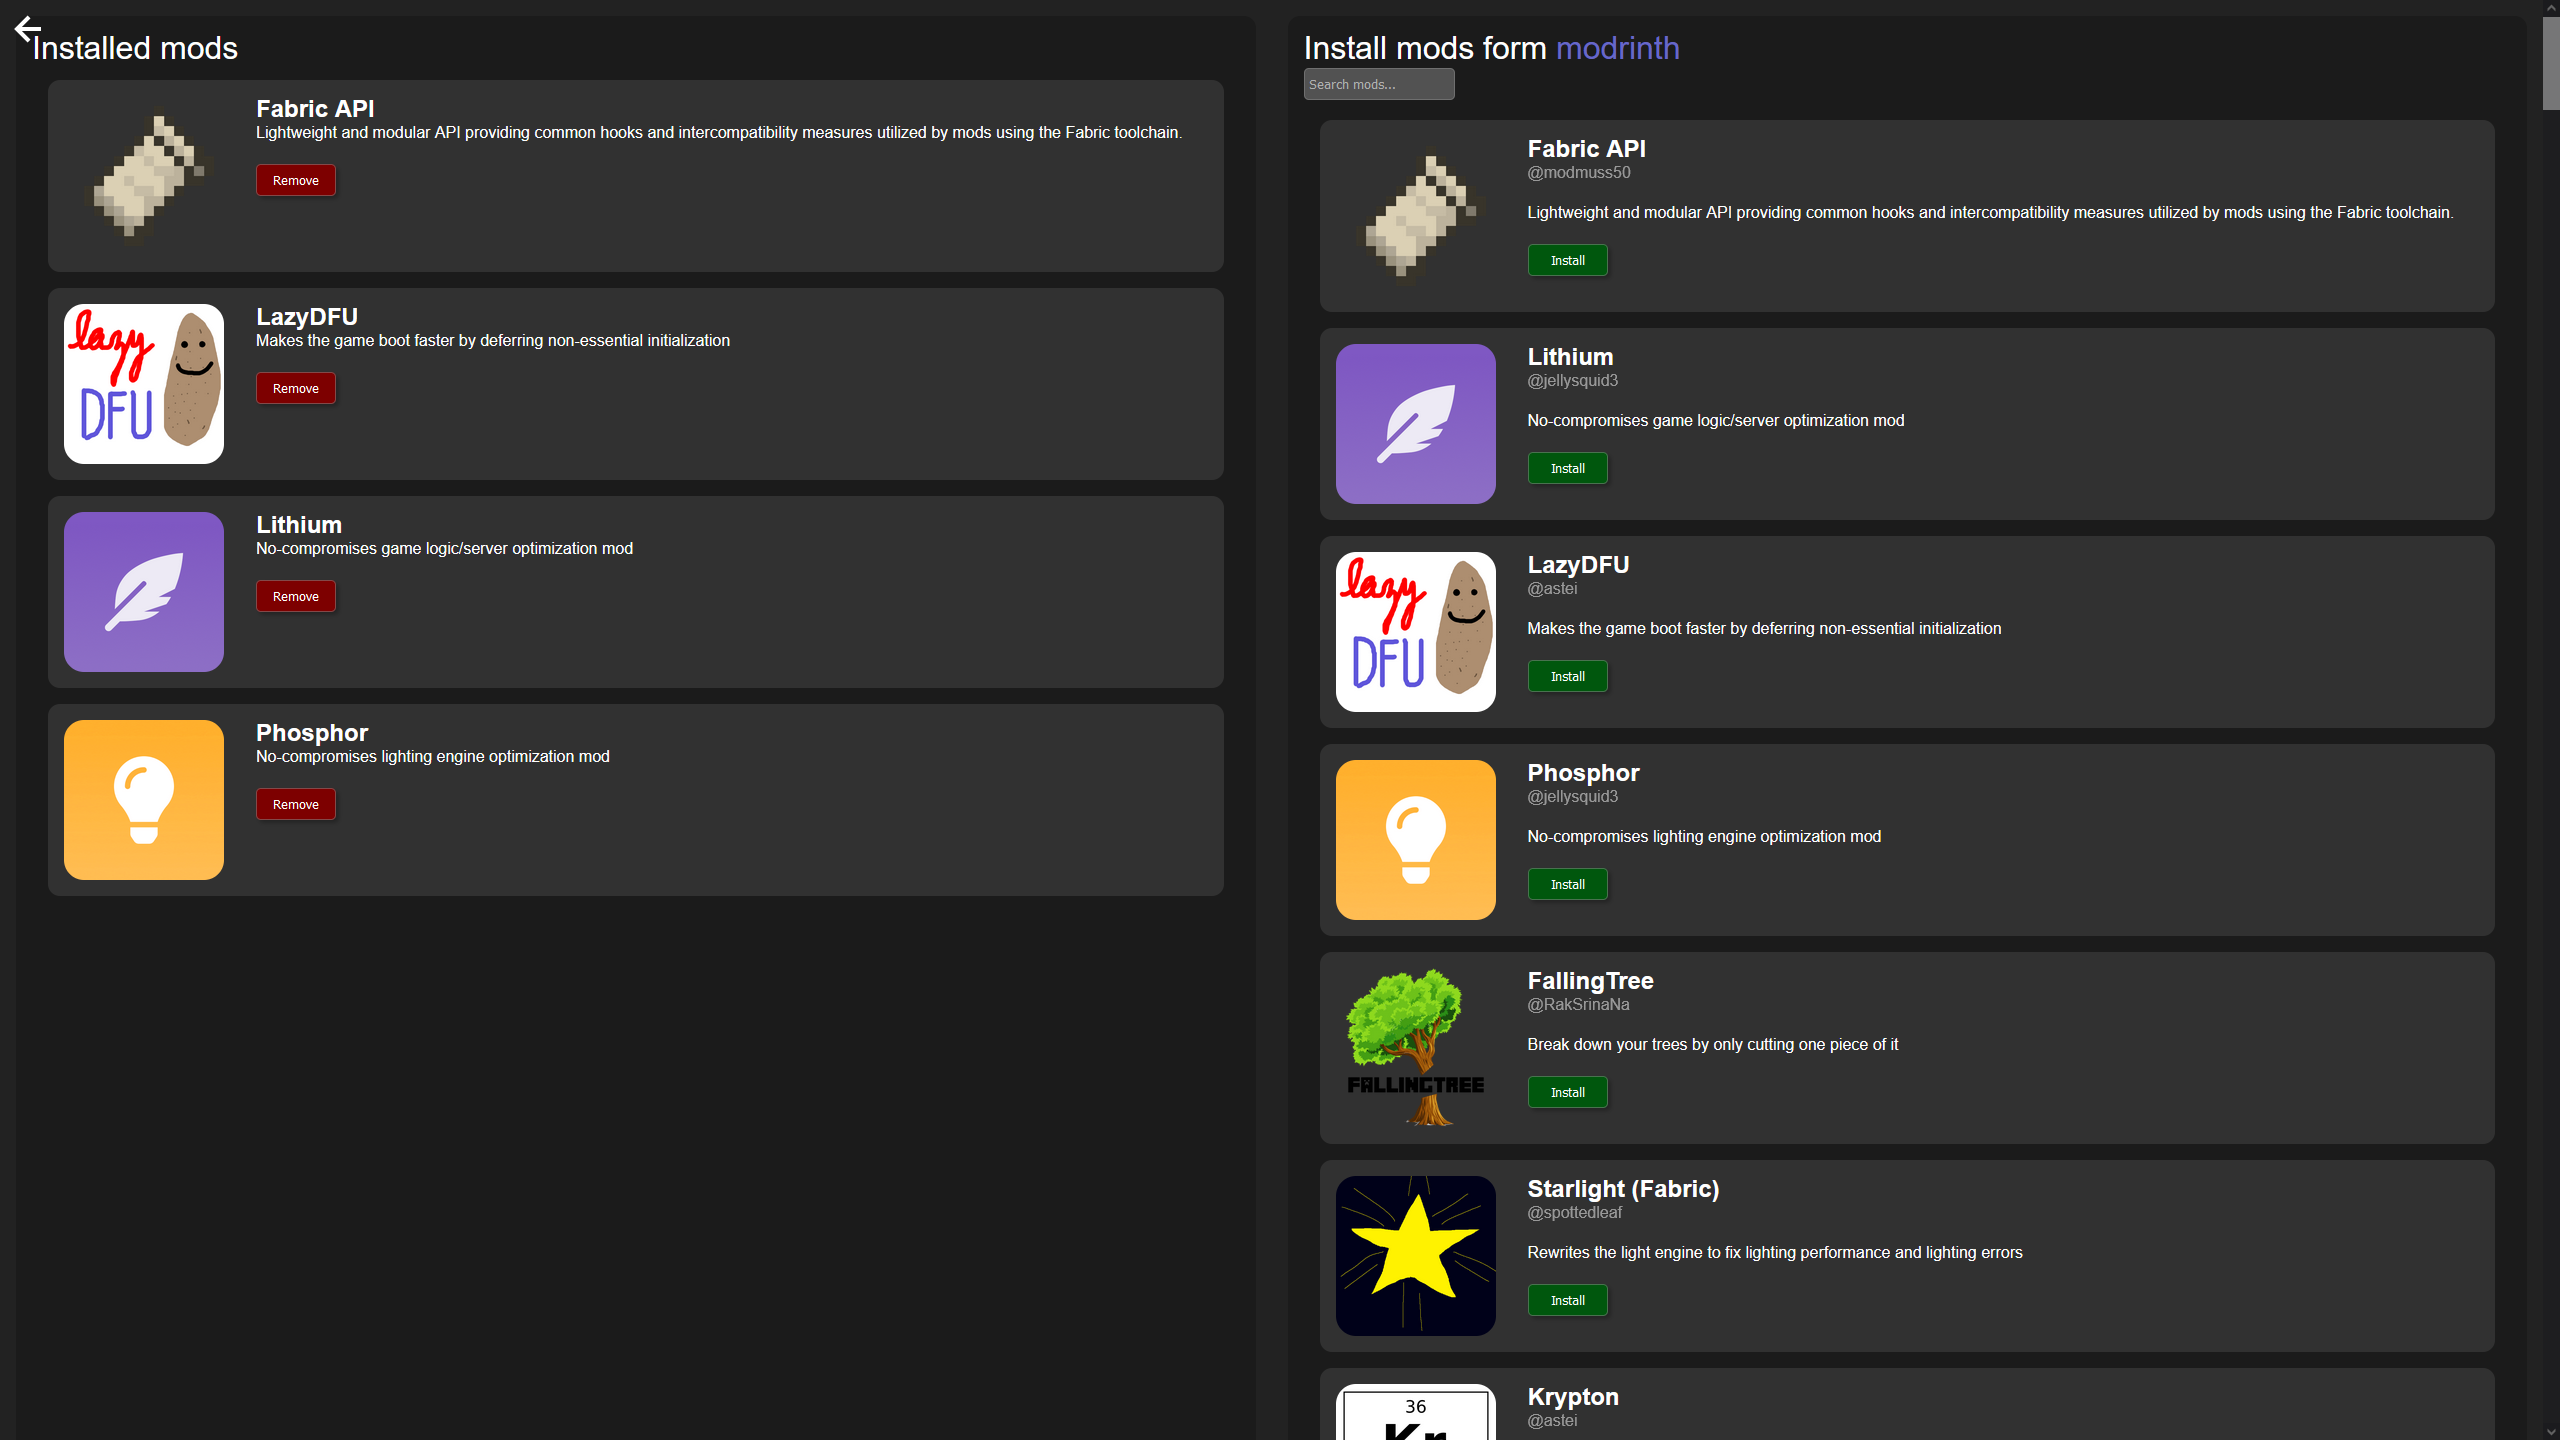 Installed mods
Fabric API
Lightweight and modular API providing common hooks and intercompatibility measures utilized by mods using the Fabric toolchain.
Remove
lazy
DFU
LazyDFU
Makes the game boot faster by deferring non-essential initialization
Remove
Lithium
No-compromises game logic/server optimization mod
Remove
Phosphor
No-compromises lighting engine optimization mod
Remove
Install mods form modrinth
Search mods...
Fabric API
@modmuss50
Lightweight and modular API providing common hooks and intercompatibility measures utilized by mods using the Fabric toolchain.
Install
Lithium
@jellysquid3
No-compromises game logic/server optimization mod
Install
lazy
DFU
LazyDFU
@astei
Makes the game boot faster by deferring non-essential initialization
Install
Phosphor
@jellysquid3
No-compromises lighting engine optimization mod
Install
FALLINGTREE
FallingTree
@RakSrinaNa
Break down your trees by only cutting one piece of it
Install
Starlight (Fabric)
@spottedleaf
Rewrites the light engine to fix lighting performance and lighting errors
Install
36
Kr
Krypton
@astei